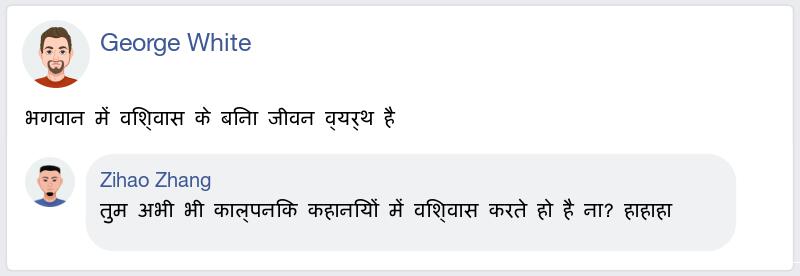 George White
भगवान में विश्वास के बिना जीवन व्यर्थ है
Zihao Zhang
तुम अभी भी काल्पनिक कहानियों में विश्वास करते हो है ना? हाहाहा